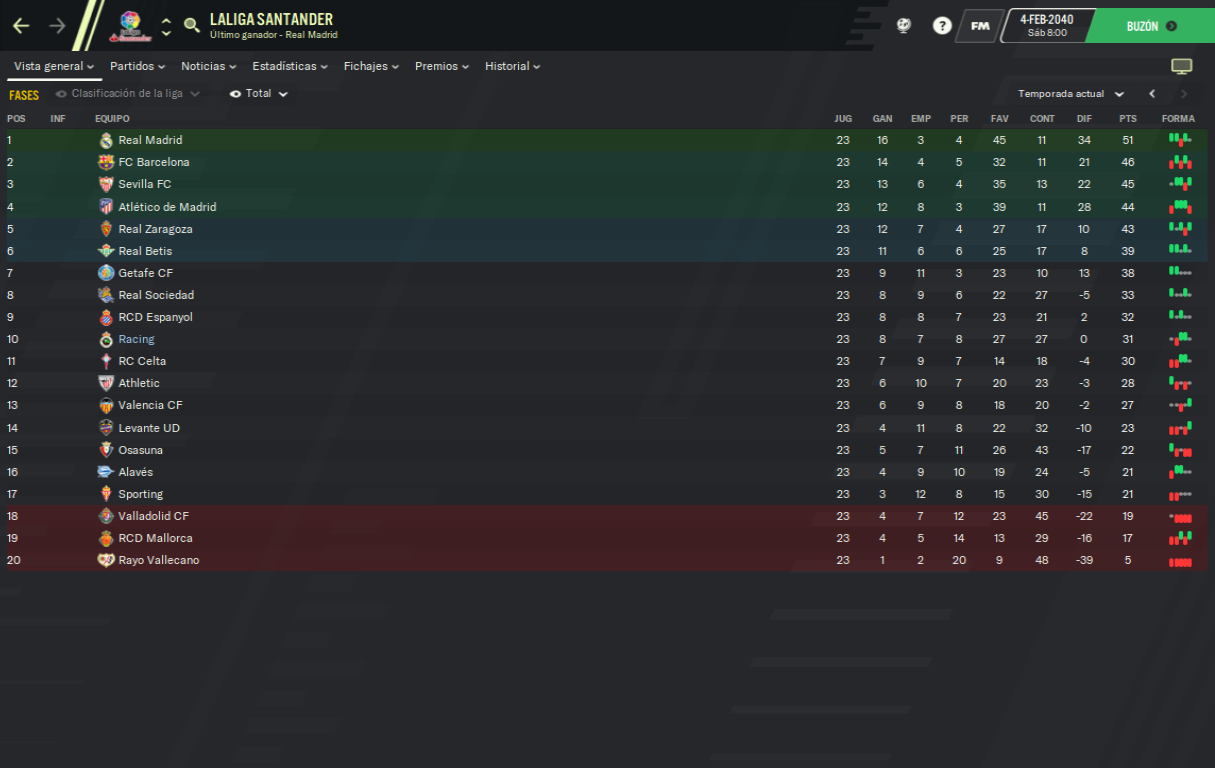 LALIGA SANTANDER
Último ganador - Real Madrid
FM
4-FEB-2040
Sáb 8:00
BUZÓN
Vista general Partidos Noticias Estadísticas Fichajes Premios Historial
FASES Clasificación de la liga Total Temporada actual
POS INF EQUIPO JUG GAN EMP PER FAV CONT DIF PTS FORMA
1 Real Madrid 23 16 3 4 45 11 34 51
2 FC Barcelona 23 14 4 5 32 11 21 46
3 Sevilla FC 23 13 6 4 35 13 22 45
4 Atlético de Madrid 23 12 8 3 39 11 28 44
5 Real Zaragoza 23 12 7 4 27 17 10 43
6 Real Betis 23 11 6 6 25 17 8 39
7 Getafe CF 23 9 11 3 23 10 13 38
8 Real Sociedad 23 8 9 6 22 27 -5 33
9 RCD Espanyol 23 8 8 7 23 21 2 32
10 Racing 23 8 7 8 27 27 0 31
11 RC Celta 23 7 9 7 14 18 -4 30
12 Athletic 23 6 10 7 20 23 -3 28
13 Valencia CF 23 6 9 8 18 20 -2 27
14 Levante UD 23 4 11 8 22 32 -10 23
15 Osasuna 23 5 7 11 26 43 -17 22
16 Alavés 23 4 9 10 19 24 -5 21
17 Sporting 23 3 12 8 15 30 -15 21
18 Valladolid CF 23 4 7 12 23 45 -22 19
19 RCD Mallorca 23 4 5 14 13 29 -16 17
20 Rayo Vallecano 23 1 2 20 9 48 -39 5